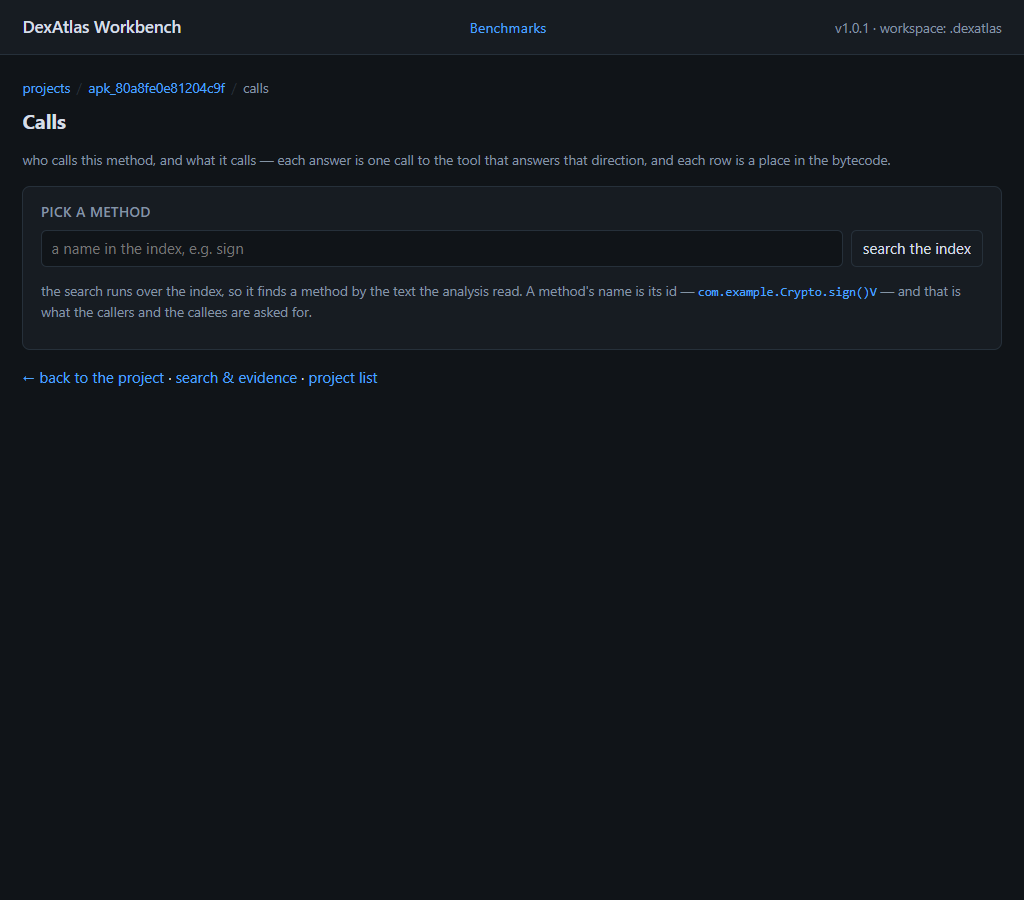 DexAtlas Workbench
Benchmarks
v1.0.1 · workspace: .dexatlas
projects / apk_80a8fe0e81204c9f / calls
Calls
who calls this method, and what it calls — each answer is one call to the tool that answers that direction, and each row is a place in the bytecode.
PICK A METHOD
a name in the index, e.g. sign
search the index
the search runs over the index, so it finds a method by the text the analysis read. A method's name is its id — com.example.Crypto.sign()V — and that is
what the callers and the callees are asked for.
← back to the project · search & evidence · project list